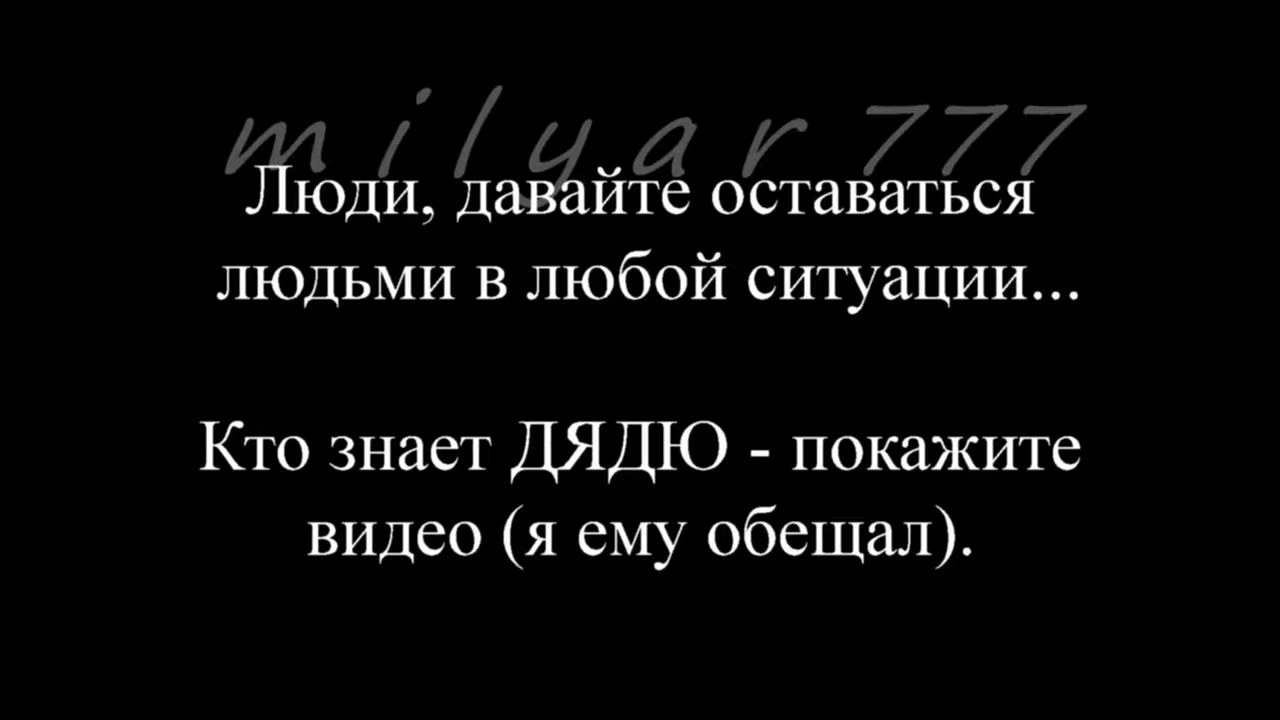 milyar777
Люди, давайте оставаться
людьми в любой ситуации...
Кто знает ДЯДЮ - покажите
видео (я ему обещал).